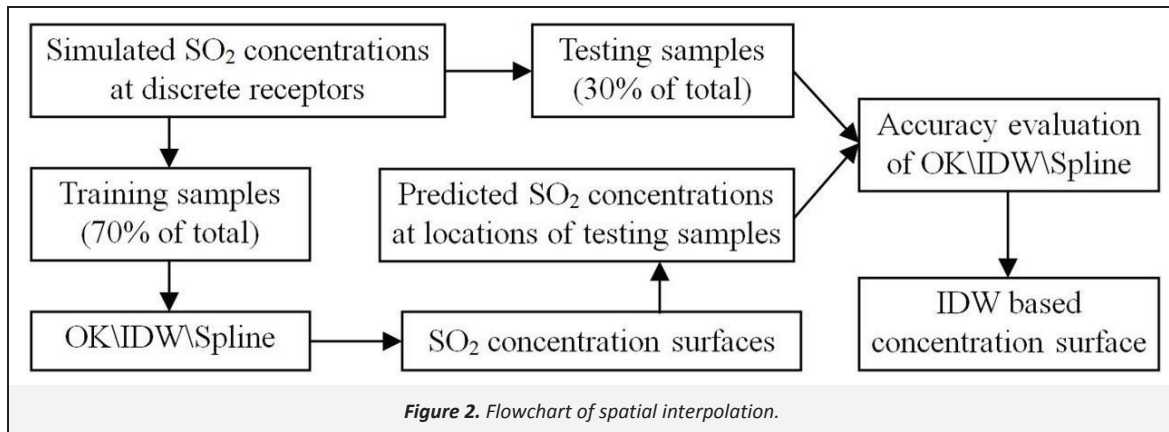 Simulated SO₂ concentrations
at discrete receptors
Testing samples
(30% of total)
Training samples
(70% of total)
Predicted SO₂ concentrations
at locations of testing samples
Accuracy evaluation
of OK\IDW\Spline
OK\IDW\Spline
SO₂ concentration surfaces
IDW based
concentration surface
Figure 2. Flowchart of spatial interpolation.